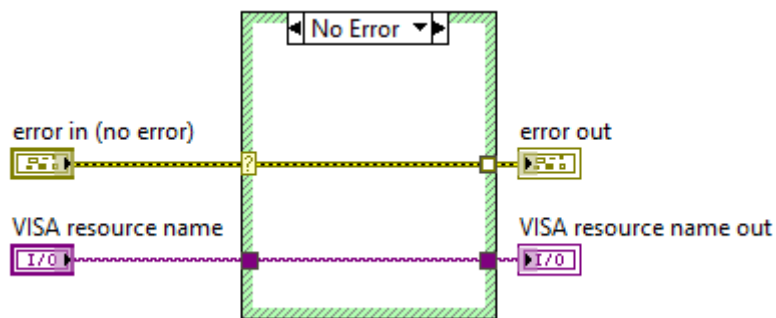 No Error
error in (no error)
error out
?
VISA resource name
VISA resource name out
I/O
I/O